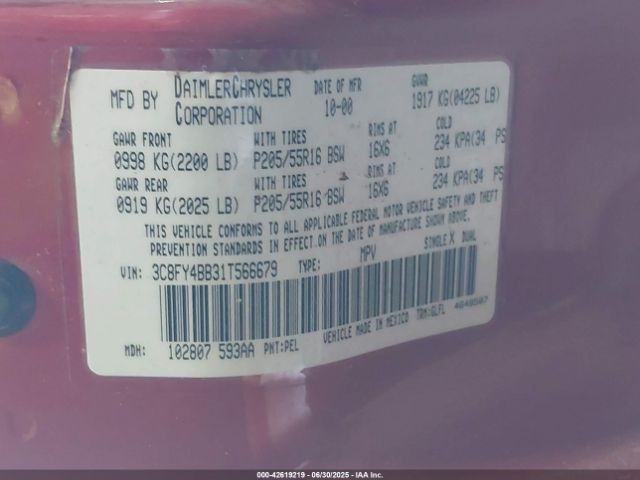 MFD BY DAIMLERCHRYSLER CORPORATION DATE OF MFR 10-00 GVWR 1917 KG(04225 LB)
GAWR FRONT WITH TIRES RIMS AT COLD
0998 KG(2200 LB) P205/55R16 BSW 16X6 234 KPA(34 PS
GAWR REAR WITH TIRES RIMS AT COLD
0919 KG(2025 LB) P205/55R16 BSW 16X6 234 KPA(34 PS
THIS VEHICLE CONFORMS TO ALL APPLICABLE FEDERAL MOTOR VEHICLE SAFETY AND THEFT
PREVENTION STANDARDS IN EFFECT ON THE DATE OF MANUFACTURE SHOWN ABOVE.
VIN: 3C8FY4BB31T566679 TYPE: MPV SINGLE X DUAL
VEHICLE MADE IN MEXICO TRM:GLFL 4648507
MDH: 102807 593AA PNT:PEL
000-42619219 - 06/30/2025 - IAA Inc.